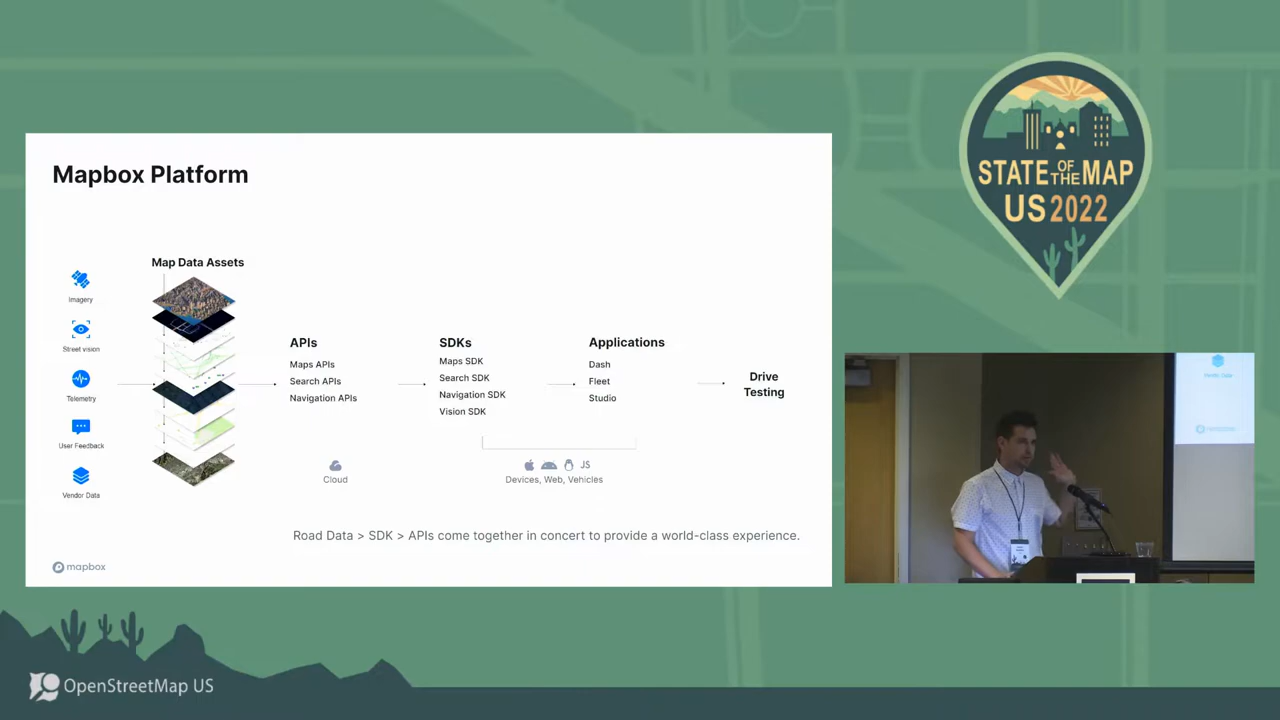 Mapbox Platform
Map Data Assets
Imagery
Street vision
Telemetry
User Feedback
Vendor Data
APIs
Maps APIs
Search APIs
Navigation APIs
Cloud
SDKs
Maps SDK
Search SDK
Navigation SDK
Vision SDK
Applications
Dash
Fleet
Studio
JS
Devices, Web, Vehicles
Drive
Testing
Road Data > SDK > APIs come together in concert to provide a world-class experience.
mapbox
STATE OF THE MAP
US 2022
OpenStreetMap US